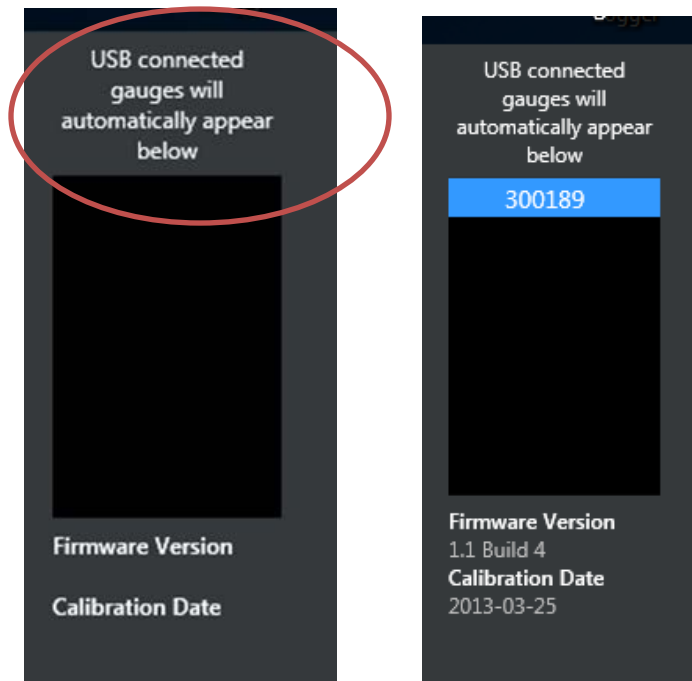 USB connected
gauges will
automatically appear
below
Firmware Version
Calibration Date
USB connected
gauges will
automatically appear
below
300189
Firmware Version
1.1 Build 4
Calibration Date
2013-03-25